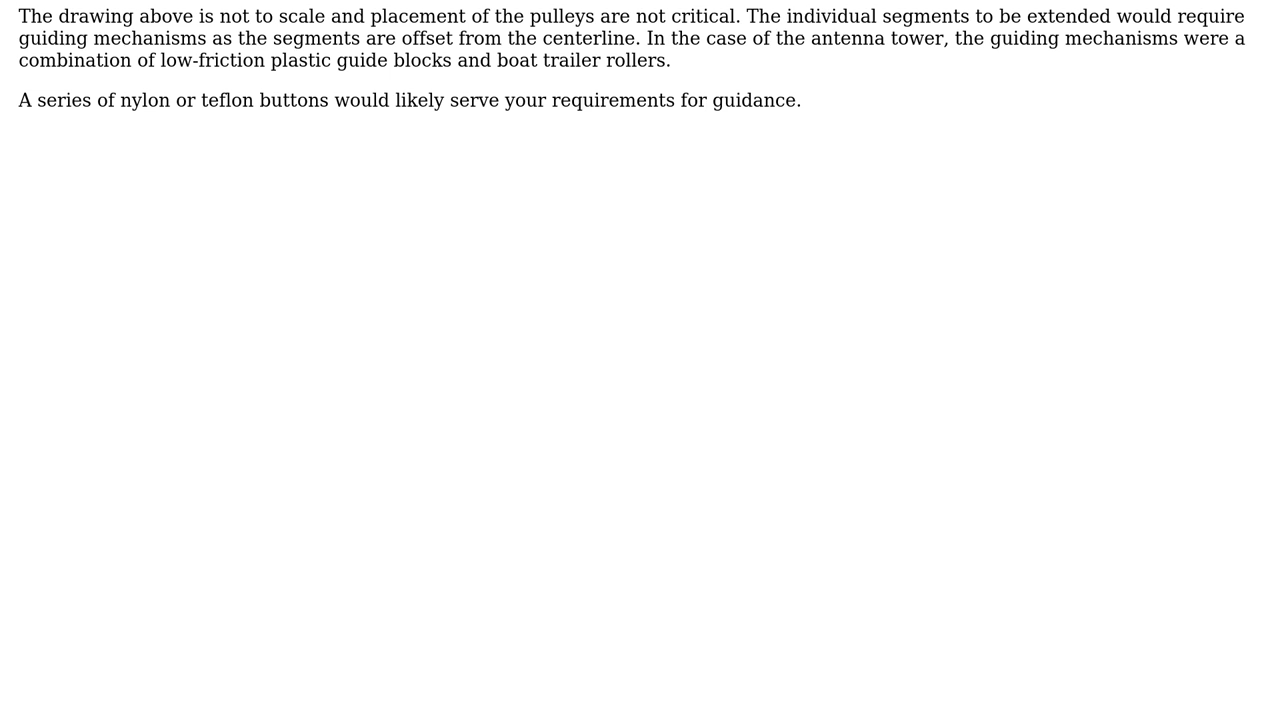 The drawing above is not to scale and placement of the pulleys are not critical. The individual segments to be extended would require
guiding mechanisms as the segments are offset from the centerline. In the case of the antenna tower, the guiding mechanisms were a
combination of low-friction plastic guide blocks and boat trailer rollers.
A series of nylon or teflon buttons would likely serve your requirements for guidance.